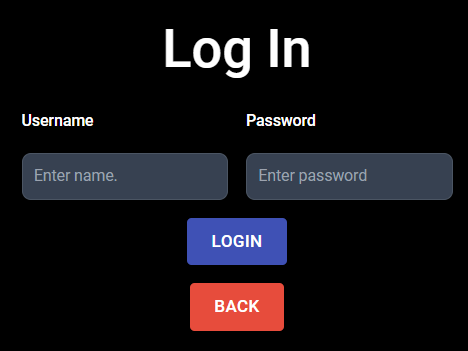 Log In
Username Password
Enter name. Enter password
LOGIN
BACK